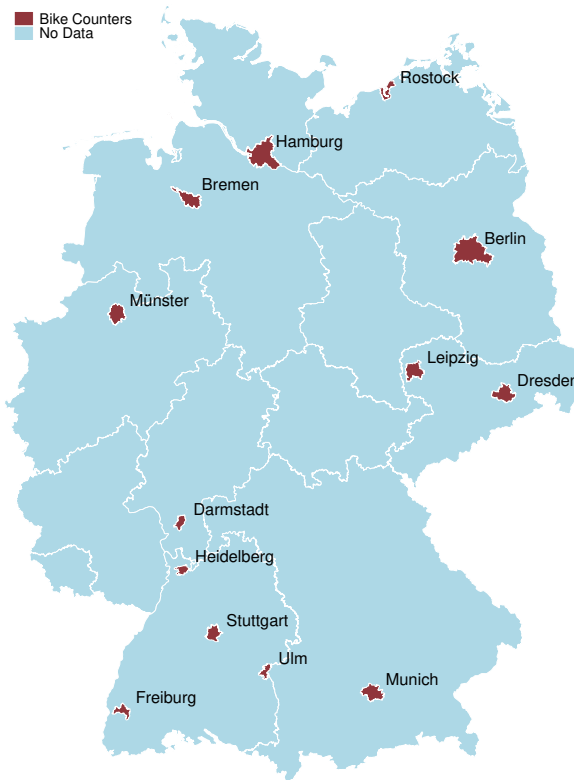 Bike Counters
No Data
Rostock
Hamburg
Bremen
Berlin
Münster
Leipzig
Dresden
Darmstadt
Heidelberg
Stuttgart
Ulm
Munich
Freiburg